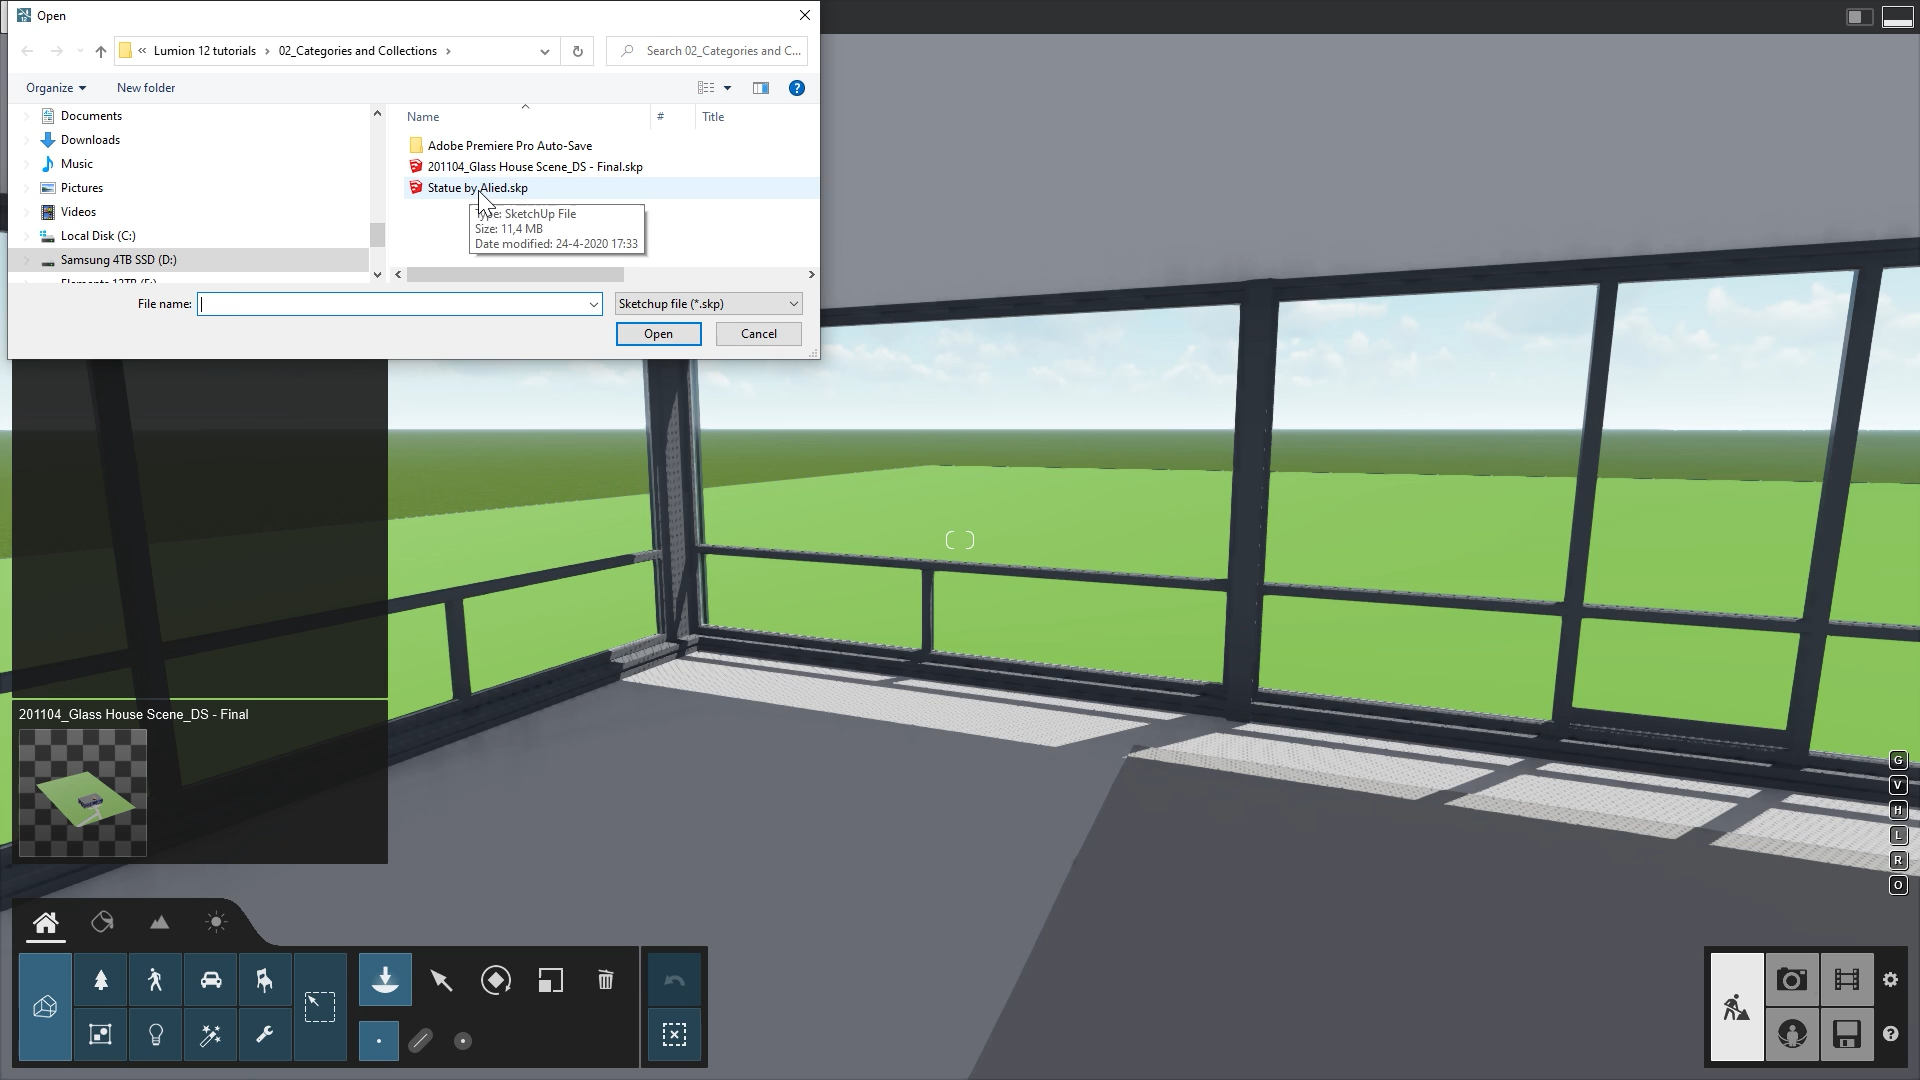 Open
« Lumion 12 tutorials › 02_Categories and Collections ›
Search 02_Categories and C...
Organize
New folder
Documents
Downloads
Music
Pictures
Videos
Local Disk (C:)
Samsung 4TB SSD (D:)
Name
#
Title
Adobe Premiere Pro Auto-Save
201104_Glass House Scene_DS - Final.skp
Statue by Alied.skp
Type: SketchUp File
Size: 11,4 MB
Date modified: 24-4-2020 17:33
File name:
Sketchup file (*.skp)
Open
Cancel
201104_Glass House Scene_DS - Final
G
V
H
L
R
O